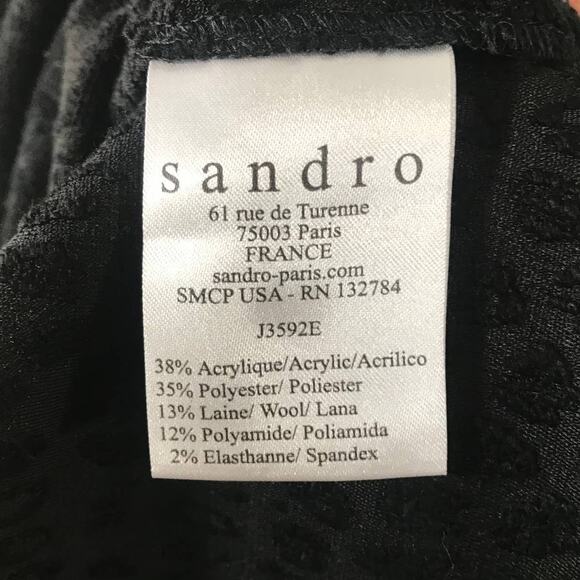 sandro
61 rue de Turenne
75003 Paris
FRANCE
sandro-paris.com
SMCP USA - RN 132784
J3592E
38% Acrylique/Acrylic/Acrilico
35% Polyester/ Poliester
13% Laine/ Wool/ Lana
12% Polyamide/ Poliamida
2% Elasthanne/ Spandex